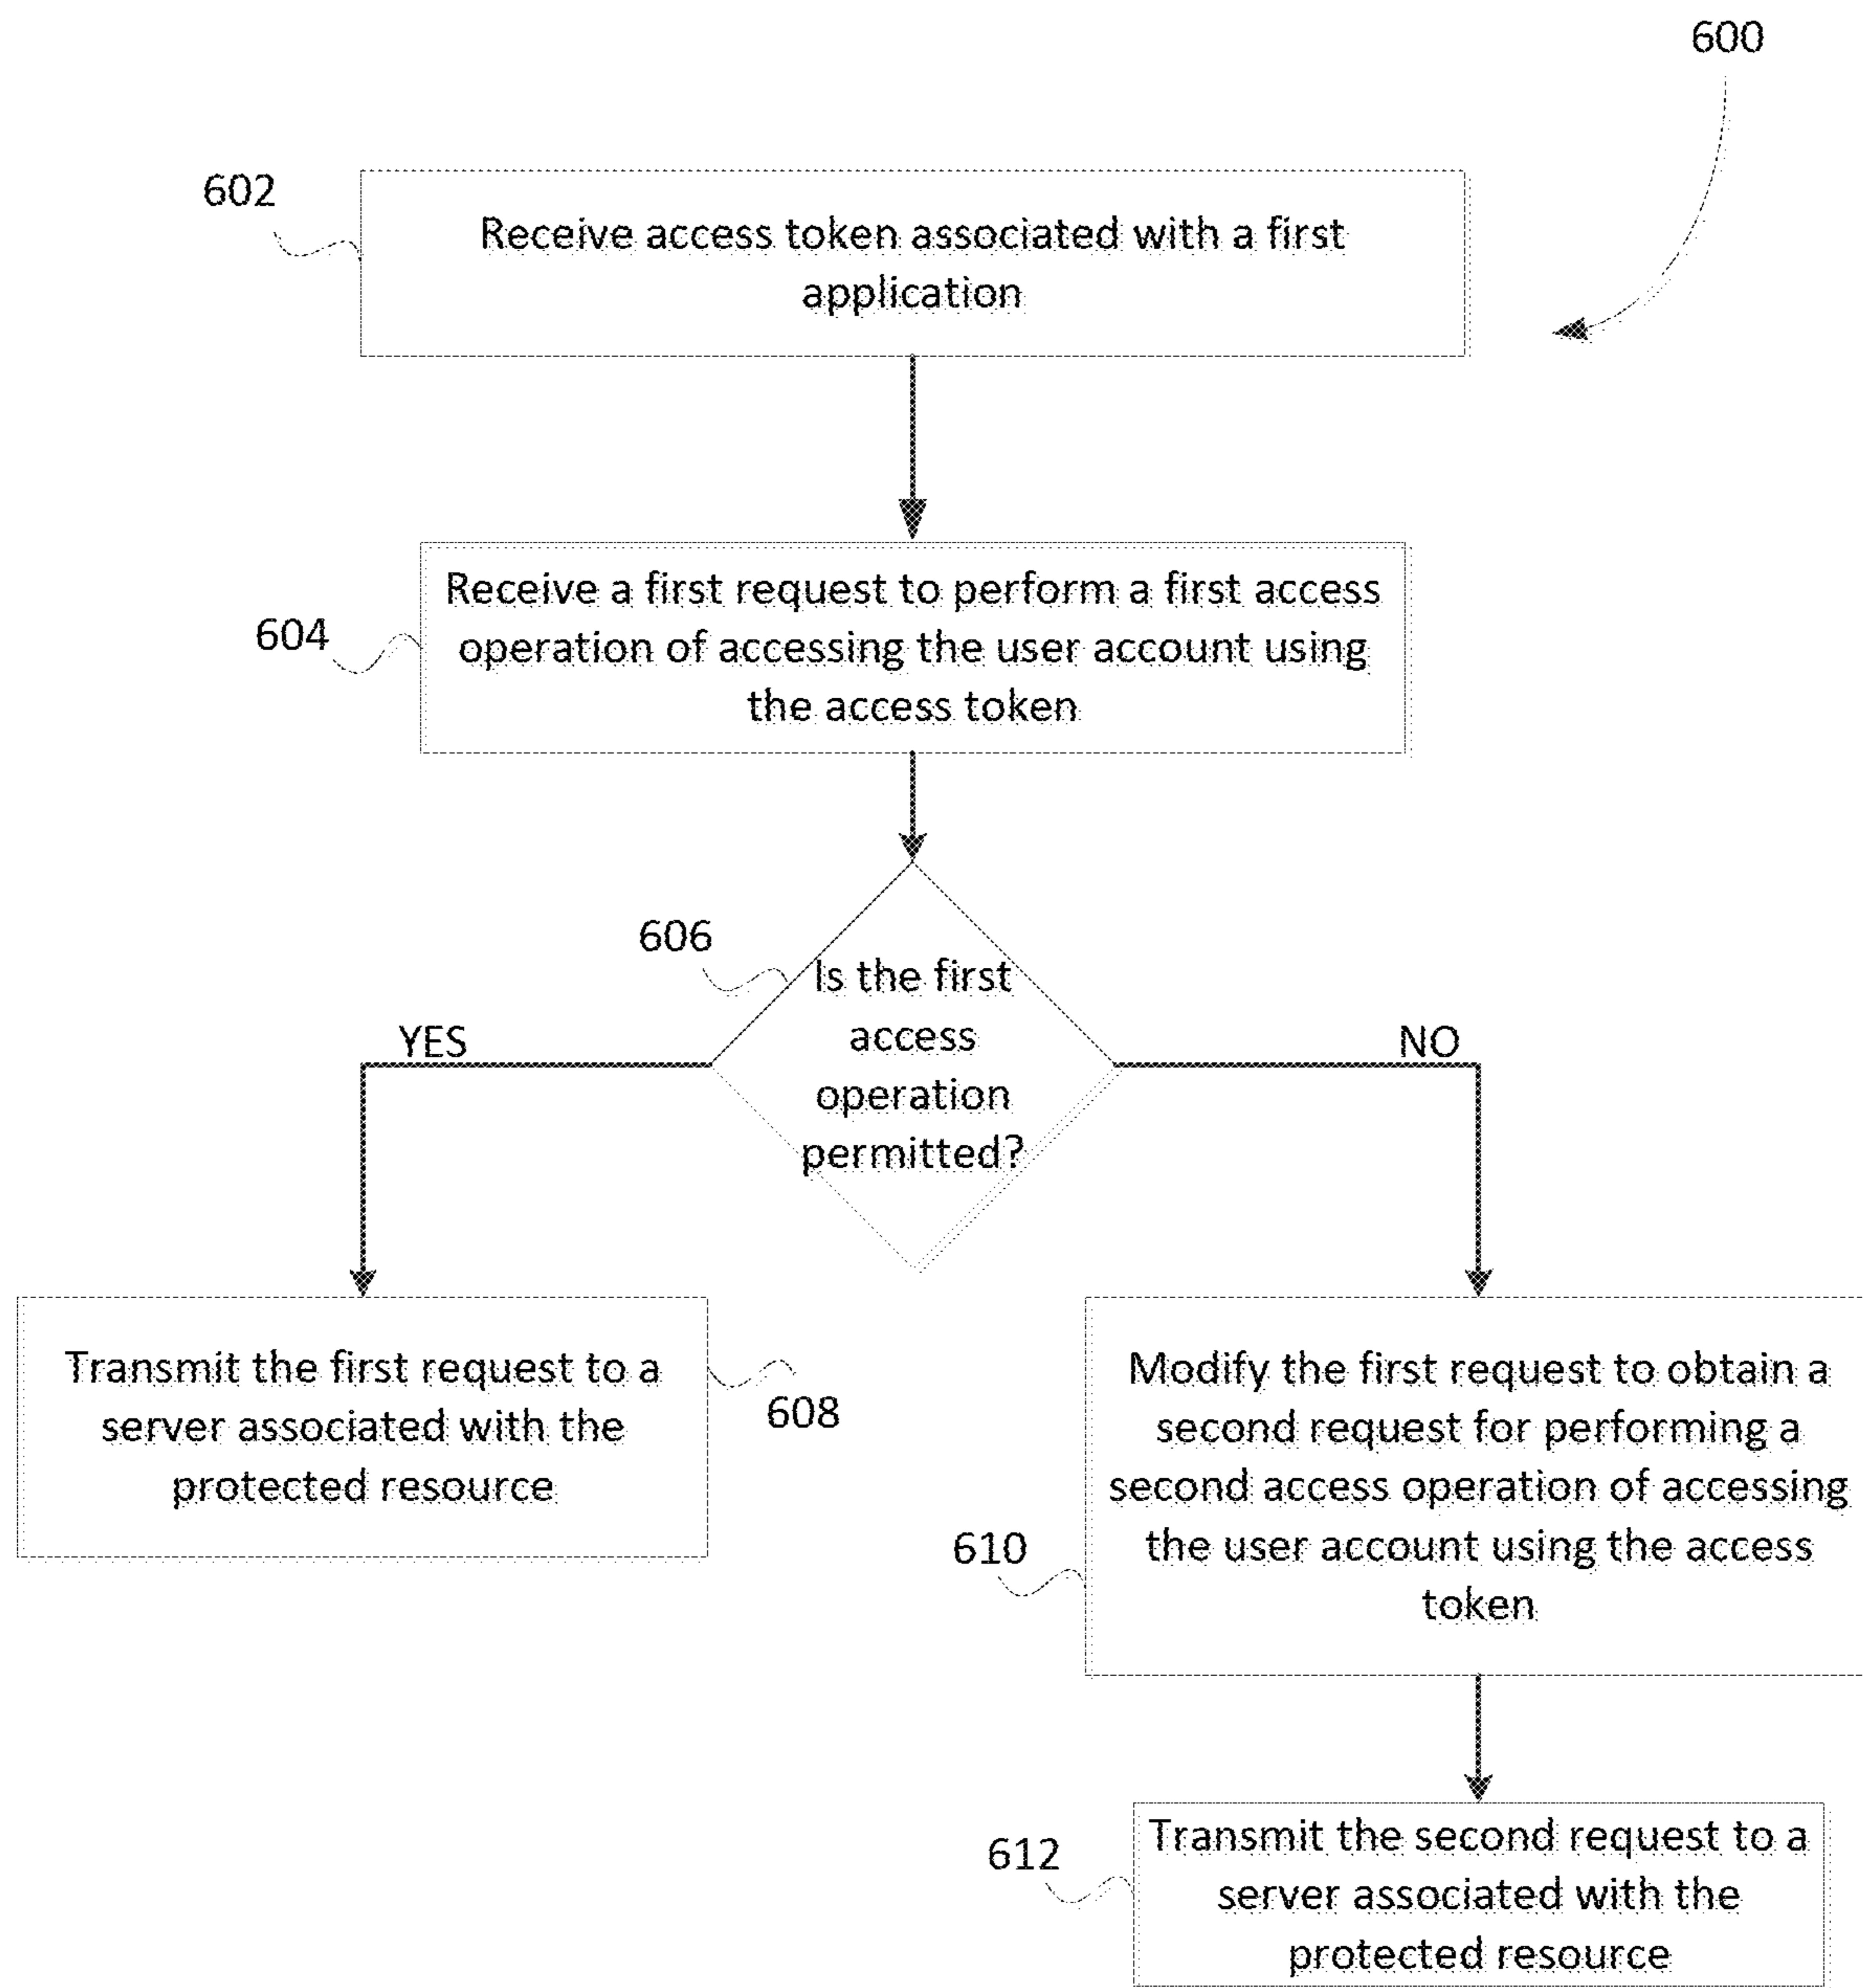 600
602
Receive access token associated with a first
application
604
Receive a first request to perform a first access
operation of accessing the user account using
the access token
606
Is the first
access
operation
permitted?
YES
NO
Transmit the first request to a
server associated with the
protected resource
608
Modify the first request to obtain a
second request for performing a
second access operation of accessing
the user account using the access
token
610
612
Transmit the second request to a
server associated with the
protected resource